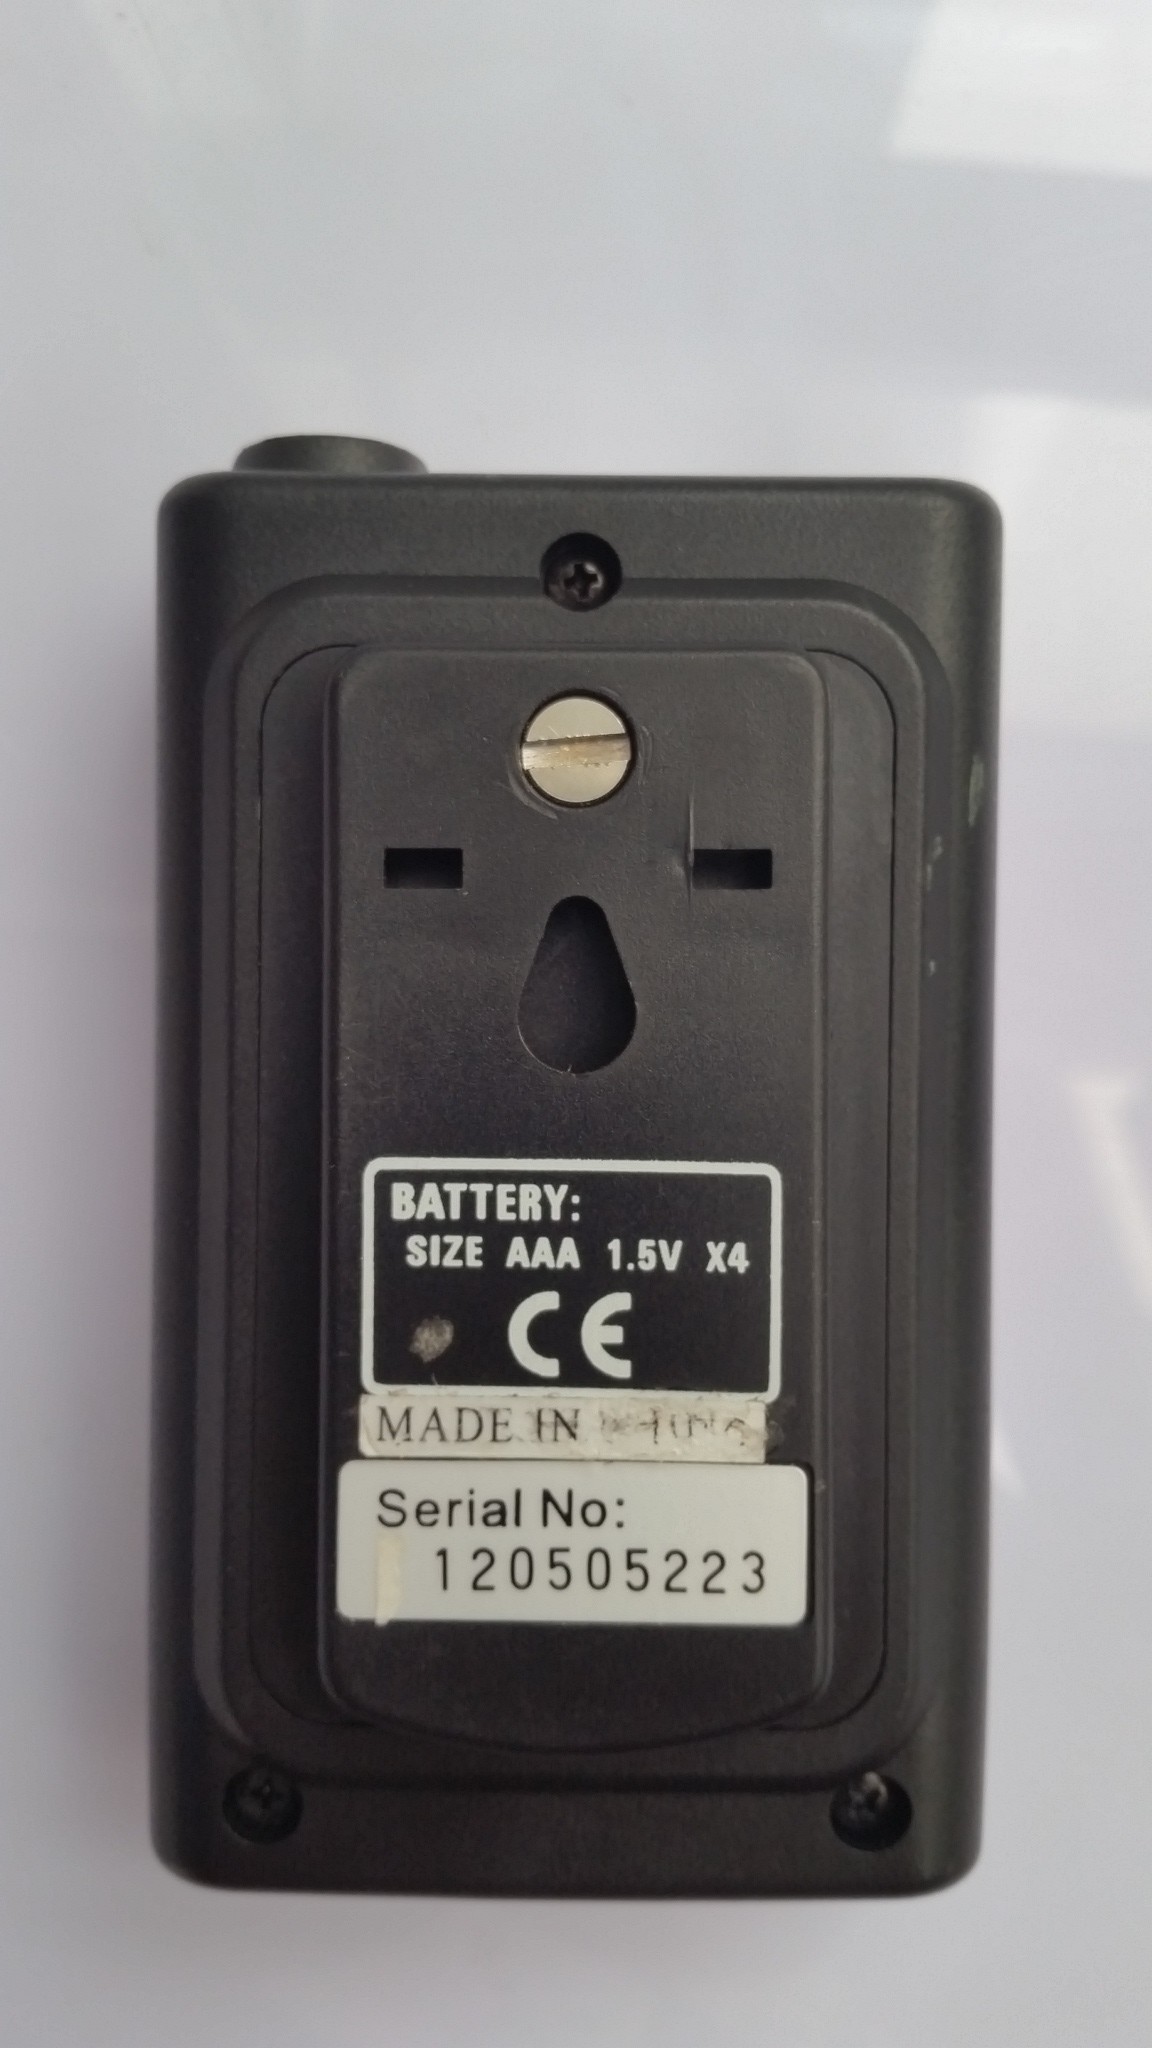 BATTERY:
SIZE AAA 1.5V X4
CE
MADE IN
Serial No:
120505223